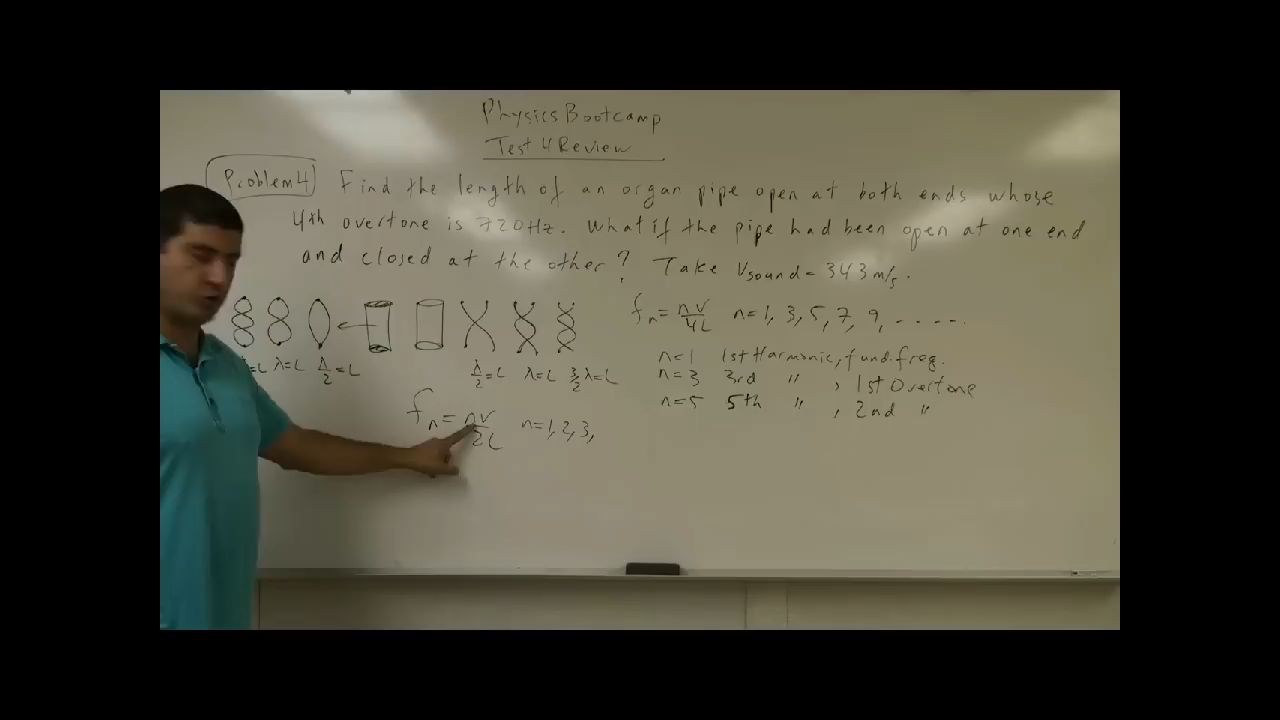 Physics Bootcamp
Test 4 Review
Problem 4 Find the length of an organ pipe open at both ends whose
4th overtone is 720Hz. What if the pipe had been open at one end
and closed at the other? Take Vsound = 343 m/s.
fn = nv/4L n=1, 3, 5, 7, 9, .....
n=1 1st Harmonic, fund. freq.
n=3 3rd " , 1st Overtone
n=5 5th " , 2nd "
=L λ=L λ/2=L λ/2=L λ=L 3/2 λ=L
fn = nv/2L n=1, 2, 3,